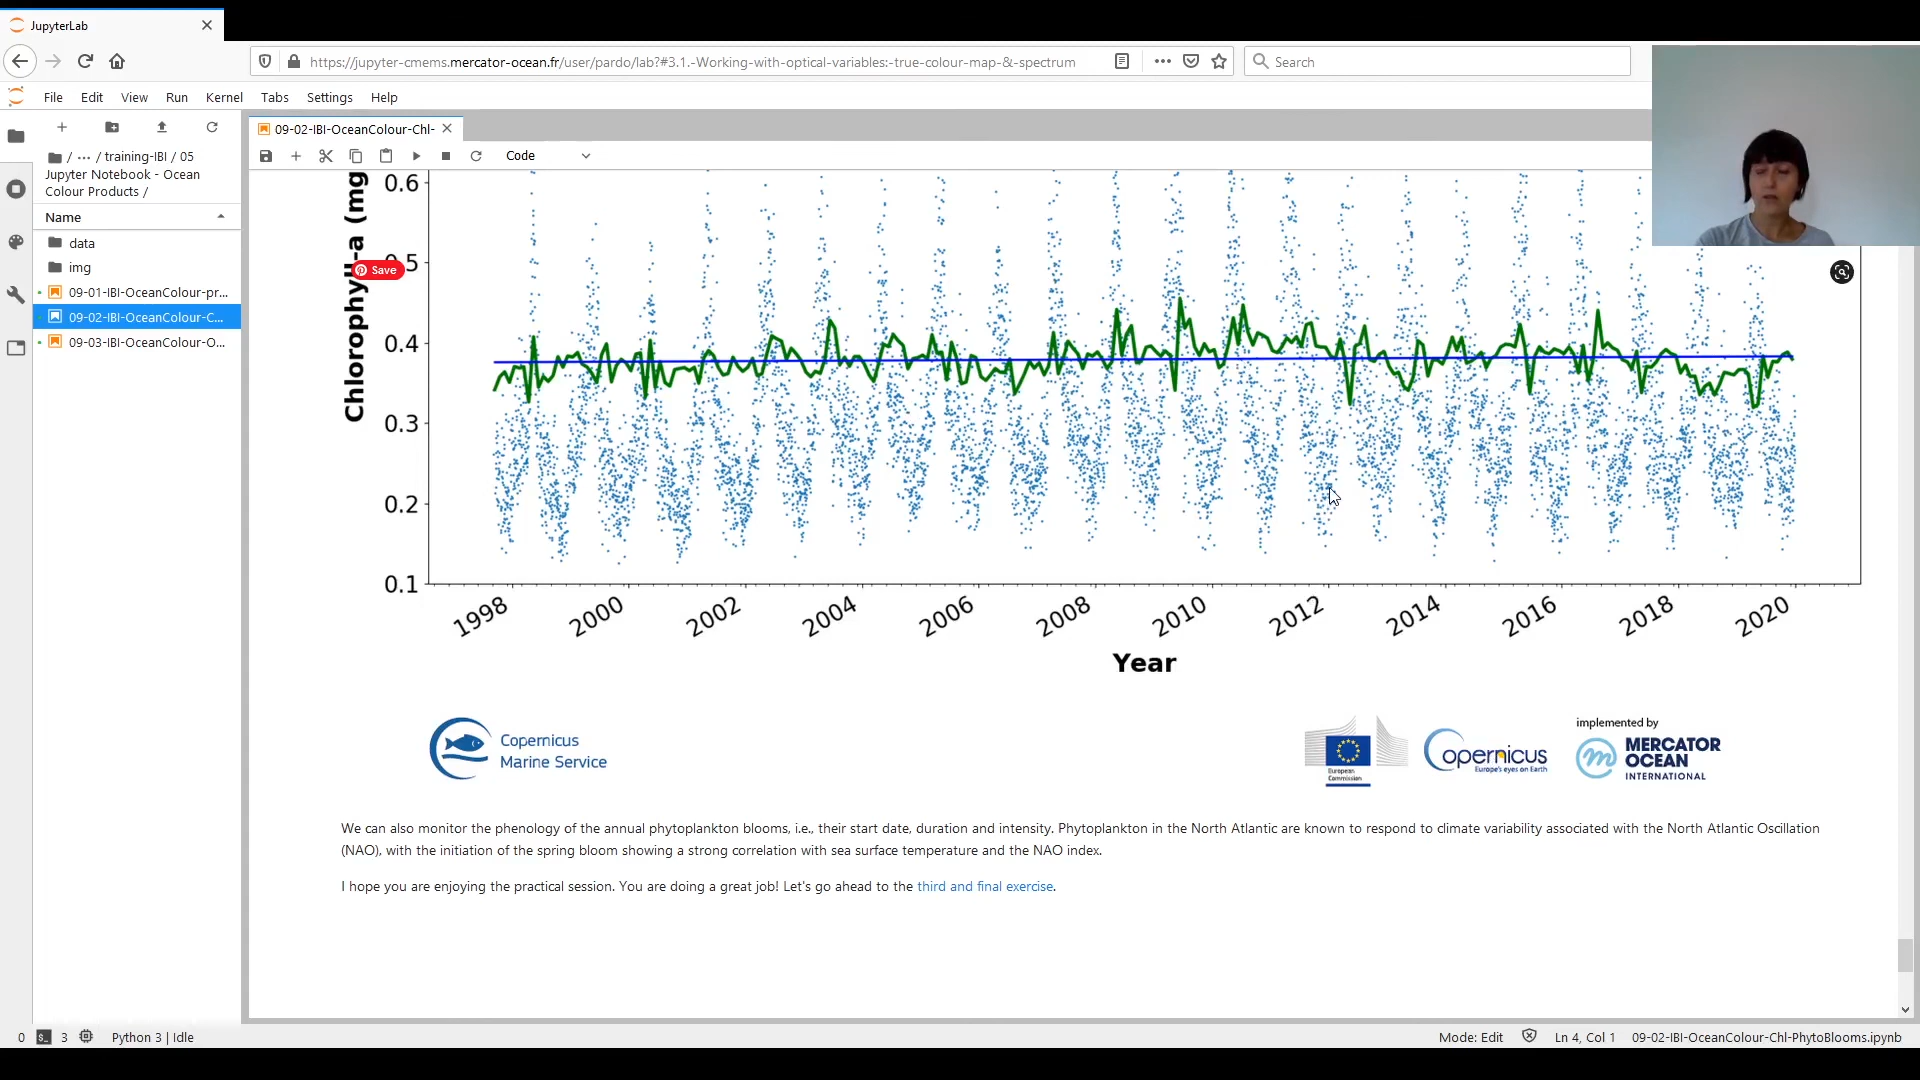 JupyterLab
https://jupyter-cmems.mercator-ocean.fr/user/pardo/lab?#3.1.-Working-with-optical-variables:-true-colour-map-&-spectrum
Search
File Edit View Run Kernel Tabs Settings Help
/ ··· / training-IBI / 05
Jupyter Notebook - Ocean
Colour Products /
Name
data
img
09-01-IBI-OceanColour-pr...
09-02-IBI-OceanColour-C...
09-03-IBI-OceanColour-O...
09-02-IBI-OceanColour-Chl-
Code
Chlorophyll-a (mg
Save
0.6
0.5
0.4
0.3
0.2
0.1
1998 2000 2002 2004 2006 2008 2010 2012 2014 2016 2018 2020
Year
Copernicus
Marine Service
European
Commission
opernicus
Europe's eyes on Earth
implemented by
MERCATOR
OCEAN
INTERNATIONAL
We can also monitor the phenology of the annual phytoplankton blooms, i.e., their start date, duration and intensity. Phytoplankton in the North Atlantic are known to respond to climate variability associated with the North Atlantic Oscillation
(NAO), with the initiation of the spring bloom showing a strong correlation with sea surface temperature and the NAO index.
I hope you are enjoying the practical session. You are doing a great job! Let's go ahead to the third and final exercise.
0 3 Python 3 | Idle
Mode: Edit Ln 4, Col 1 09-02-IBI-OceanColour-Chl-PhytoBlooms.ipynb